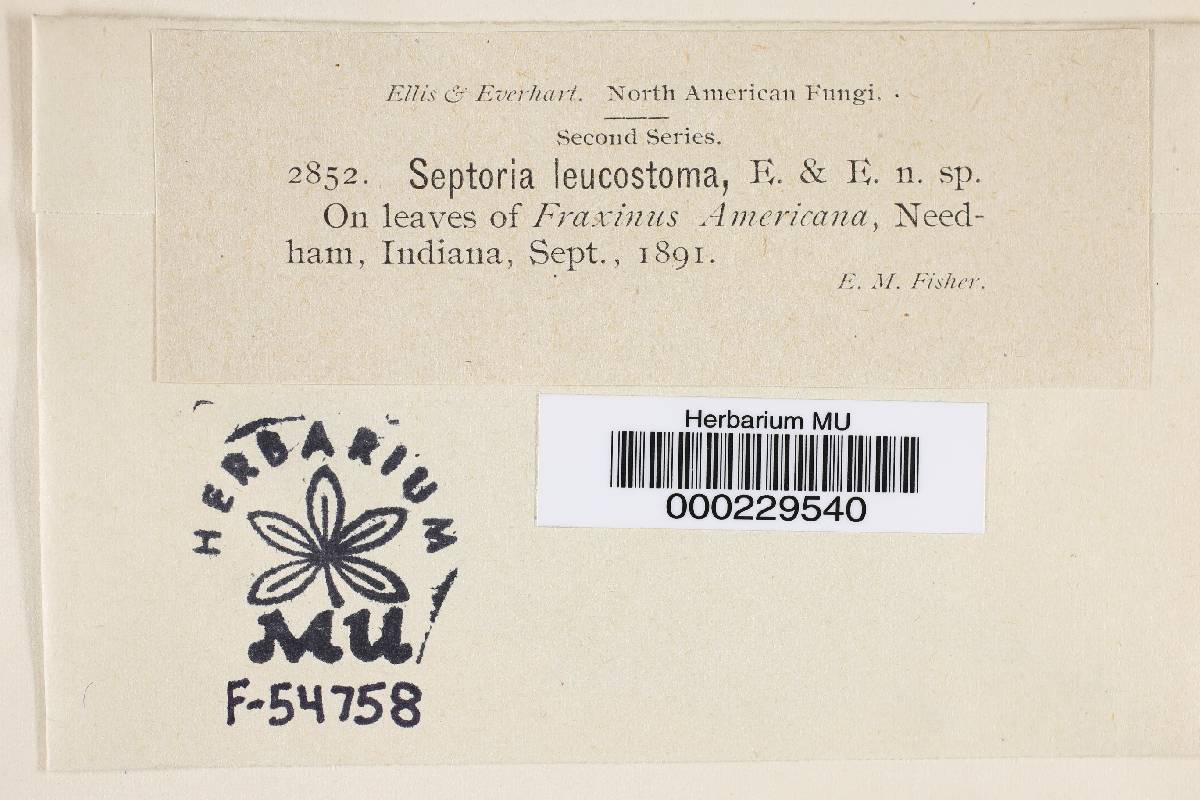 Ellis & Everhart. North American Fungi.
Second Series.
2852. Septoria leucostoma, E. & E. n. sp.
On leaves of Fraxinus Americana, Need-
ham, Indiana, Sept., 1891.
E. M. Fisher.
Herbarium MU
000229540
HERBARIUM
MU
F-54758